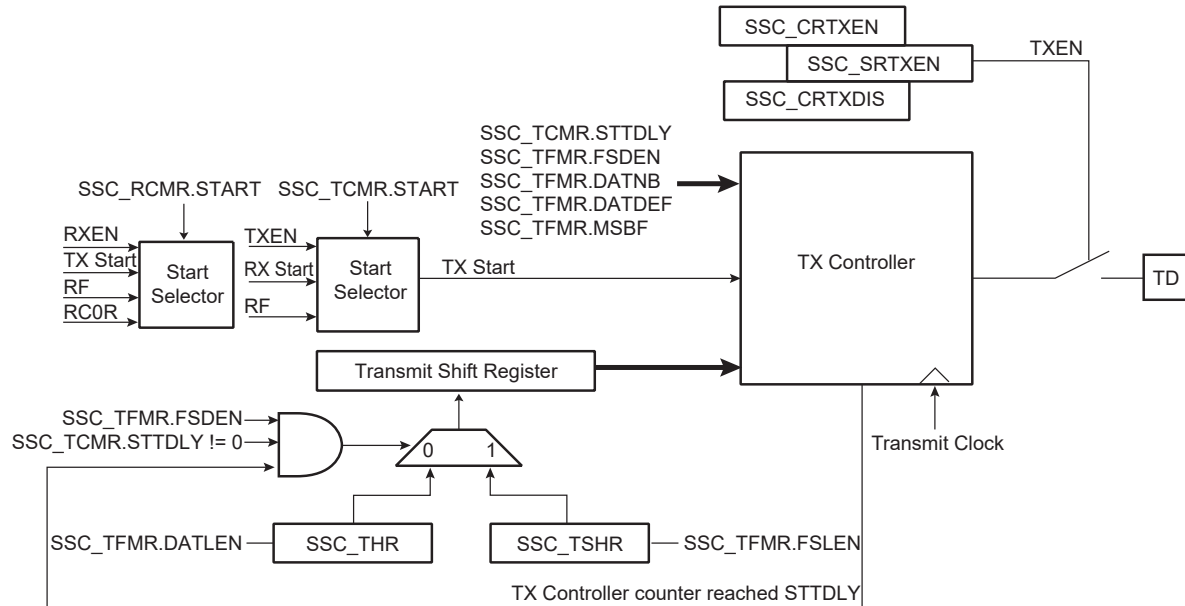 SSC_CRTXEN
SSC_SRTXEN
TXEN
SSC_CRTXDIS
SSC_TCMR.STTDLY
SSC_TFMR.FSDEN
SSC_TFMR.DATNB
SSC_TFMR.DATDEF
SSC_TFMR.MSBF
SSC_RCMR.START
SSC_TCMR.START
RXEN
TX Start
RF
RC0R
Start
Selector
TXEN
RX Start
RF
Start
Selector
TX Start
TX Controller
TD
Transmit Shift Register
SSC_TFMR.FSDEN
SSC_TCMR.STTDLY != 0
0
1
Transmit Clock
SSC_TFMR.DATLEN
SSC_THR
SSC_TSHR
SSC_TFMR.FSLEN
TX Controller counter reached STTDLY